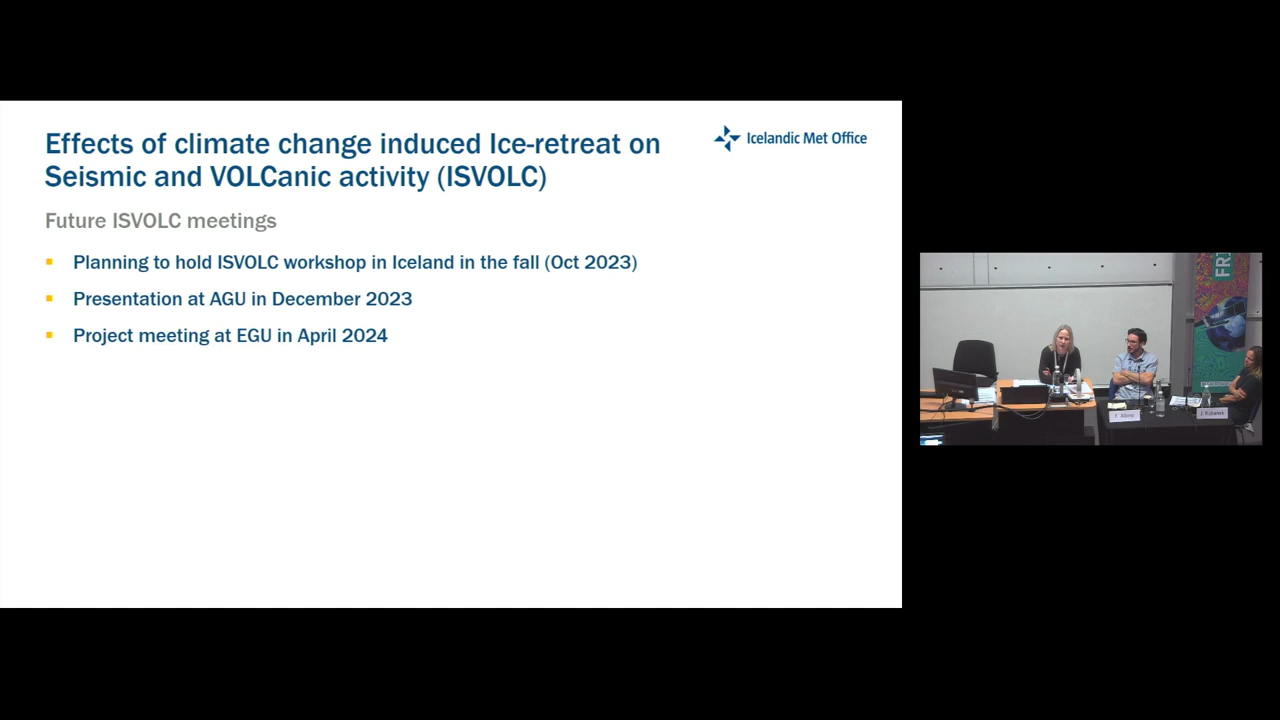 Effects of climate change induced Ice-retreat on
Seismic and VOLCanic activity (ISVOLC)
Icelandic Met Office
Future ISVOLC meetings
Planning to hold ISVOLC workshop in Iceland in the fall (Oct 2023)
Presentation at AGU in December 2023
Project meeting at EGU in April 2024